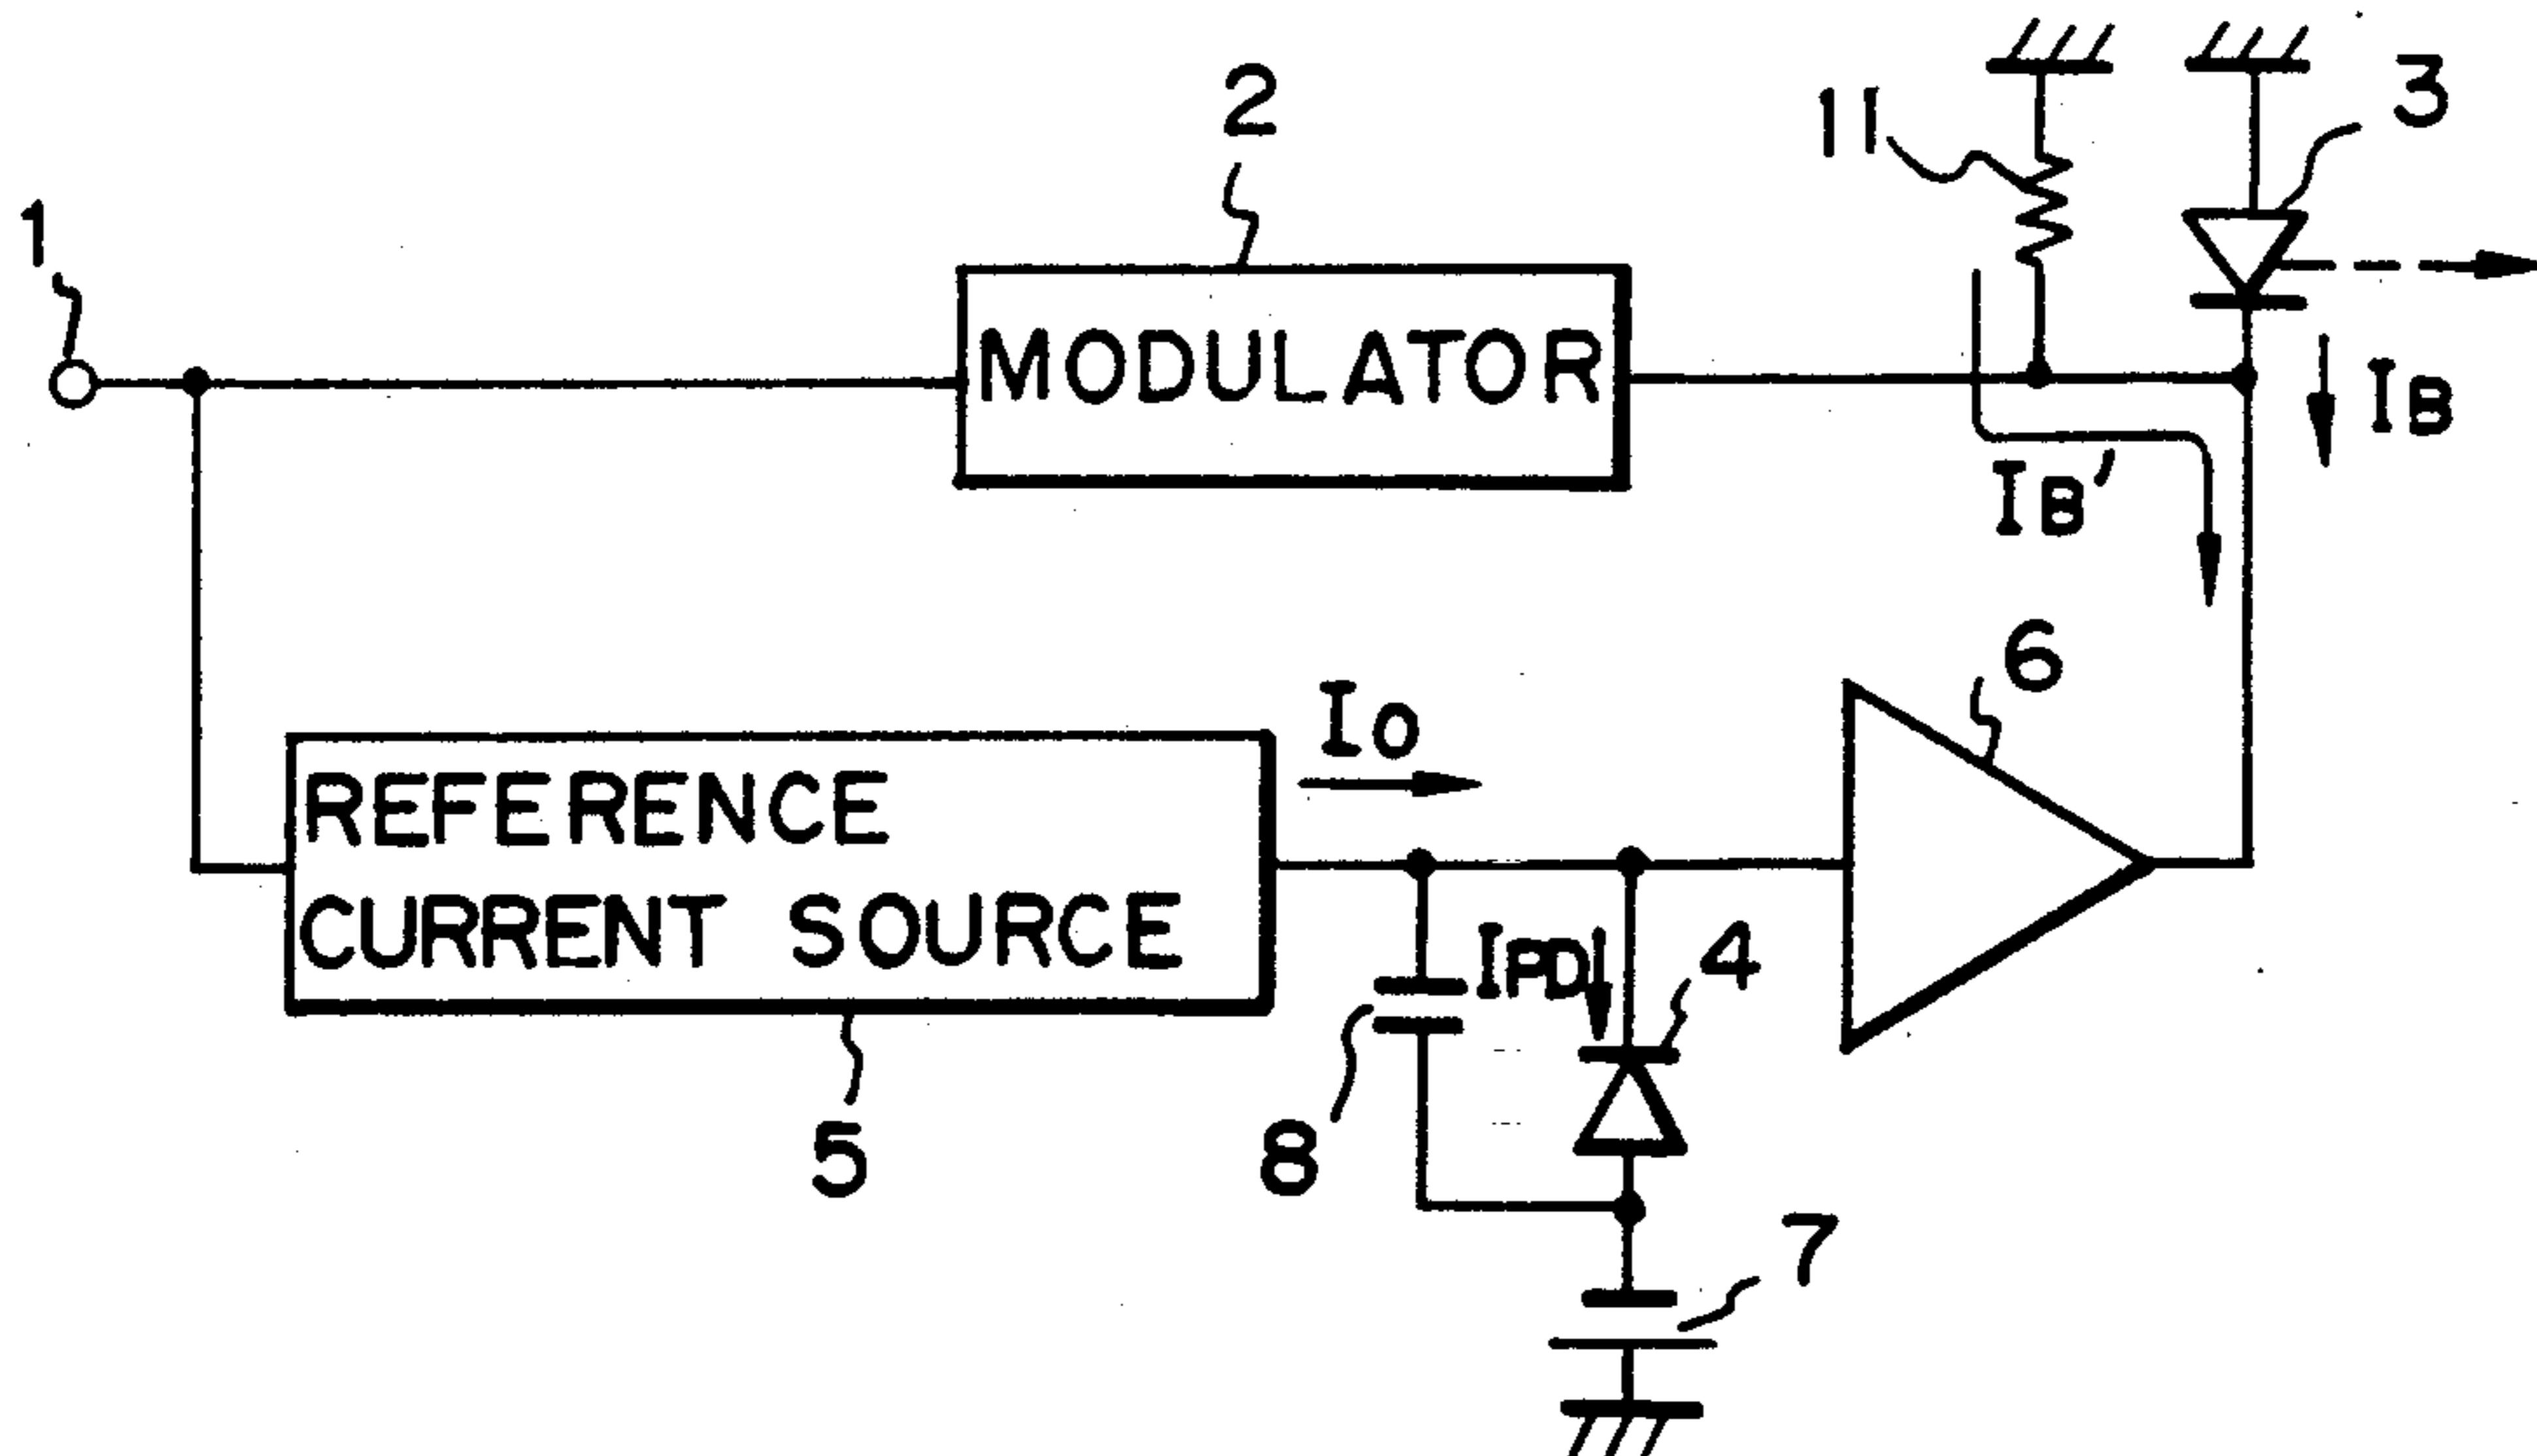 2
11
3
1
MODULATOR
IB
IB'
6
IO
REFERENCE
CURRENT SOURCE
IPD
4
8
5
7